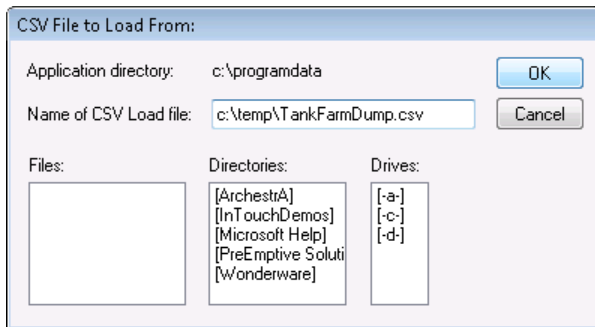 CSV File to Load From:
Application directory: c:\programdata OK
Name of CSV Load file: c:\temp\TankFarmDump.csv Cancel
Files: Directories: Drives:
[ArchestrA] [-a-]
[InTouchDemos] [-c-]
[Microsoft Help] [-d-]
[PreEmptive Soluti
[Wonderware]